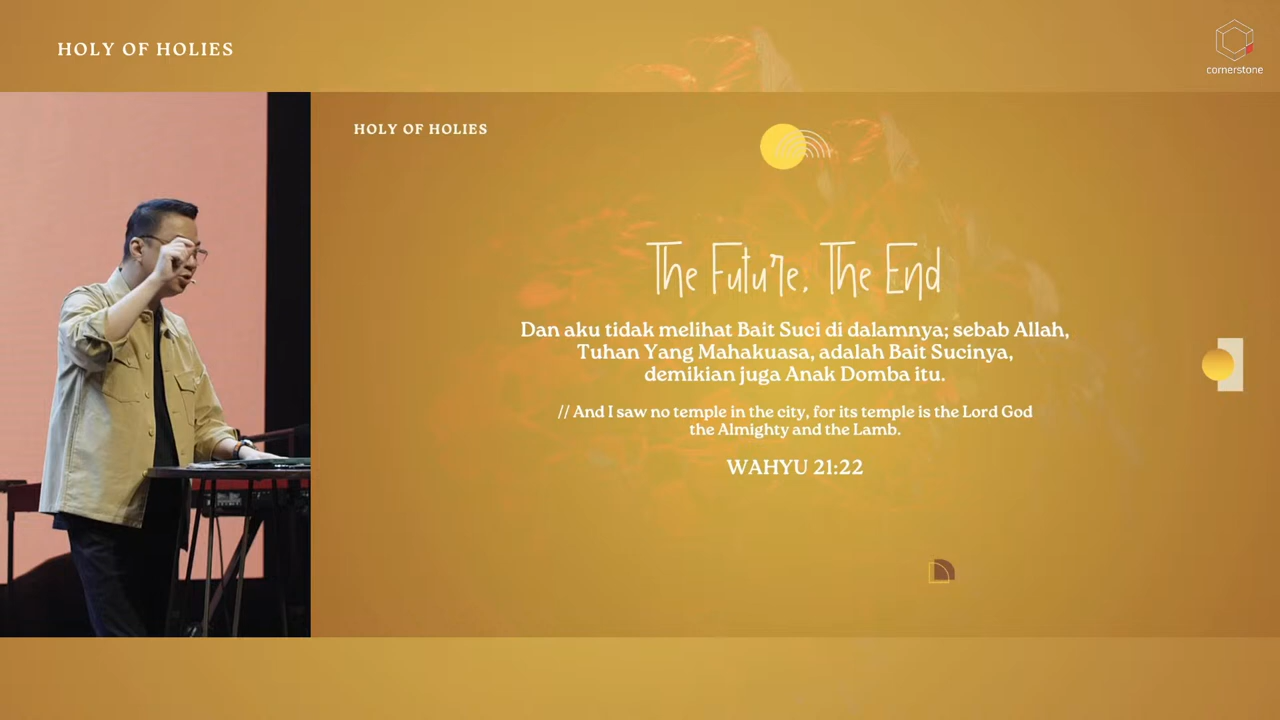 HOLY OF HOLIES
cornerstone
HOLY OF HOLIES
The Future, The End
Dan aku tidak melihat Bait Suci di dalamnya; sebab Allah,
Tuhan Yang Mahakuasa, adalah Bait Sucinya,
demikian juga Anak Domba itu.
// And I saw no temple in the city, for its temple is the Lord God
the Almighty and the Lamb.
WAHYU 21:22